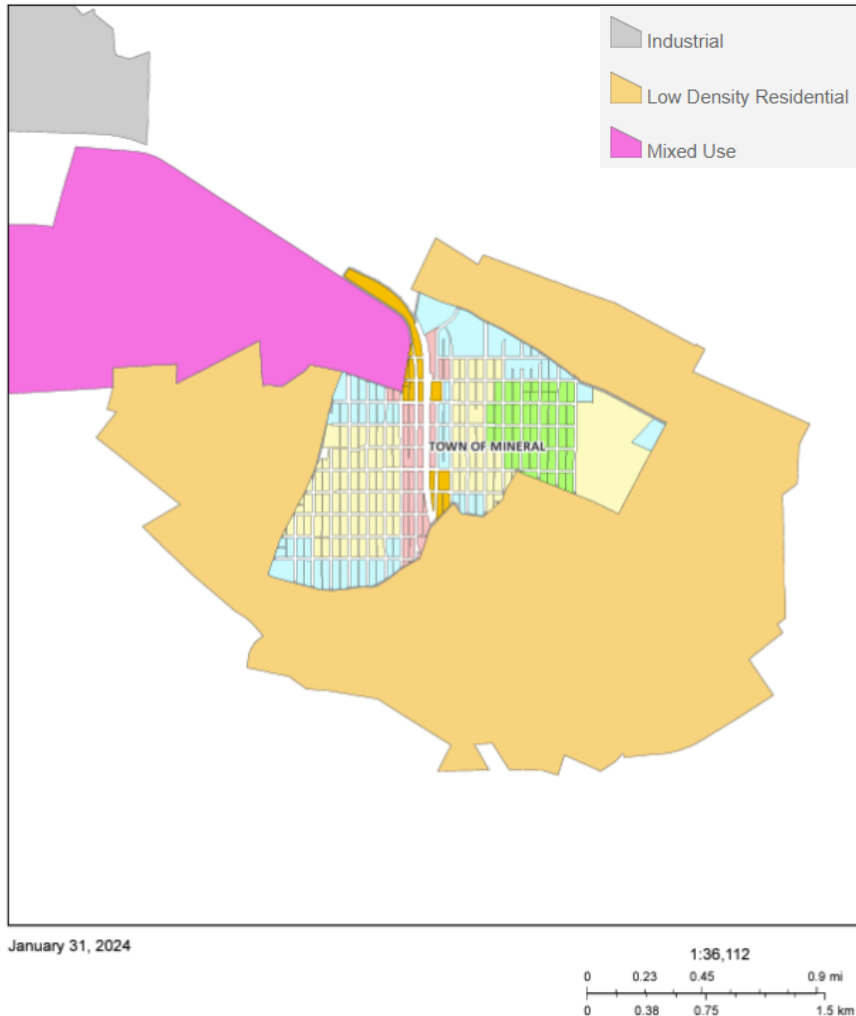 Industrial
Low Density Residential
Mixed Use
TOWN OF MINERAL
January 31, 2024
1:36,112
0 0.23 0.45 0.9 mi
0 0.38 0.75 1.5 km